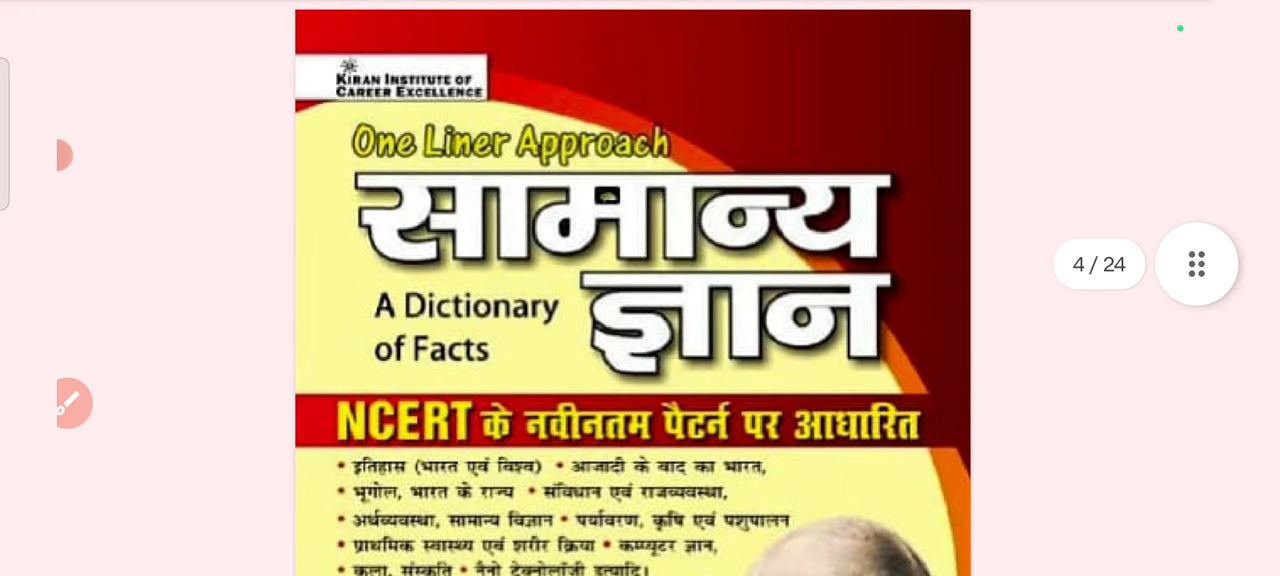 KIRAN INSTITUTE OF
CAREER EXCELLENCE
One Liner Approach
सामान्य
ज्ञान
A Dictionary
of Facts
4 / 24
NCERT के नवीनतम पैटर्न पर आधारित
• इतिहास (भारत एवं विश्व) • आजादी के बाद का भारत,
• भूगोल, भारत के राज्य • संविधान एवं राजव्यवस्था,
• अर्थव्यवस्था, सामान्य विज्ञान • पर्यावरण, कृषि एवं पशुपालन
• प्राथमिक स्वास्थ्य एवं शरीर क्रिया • कम्प्यूटर ज्ञान,
• कला, संस्कृति • नैनो टेक्नोलॉजी इत्यादि।